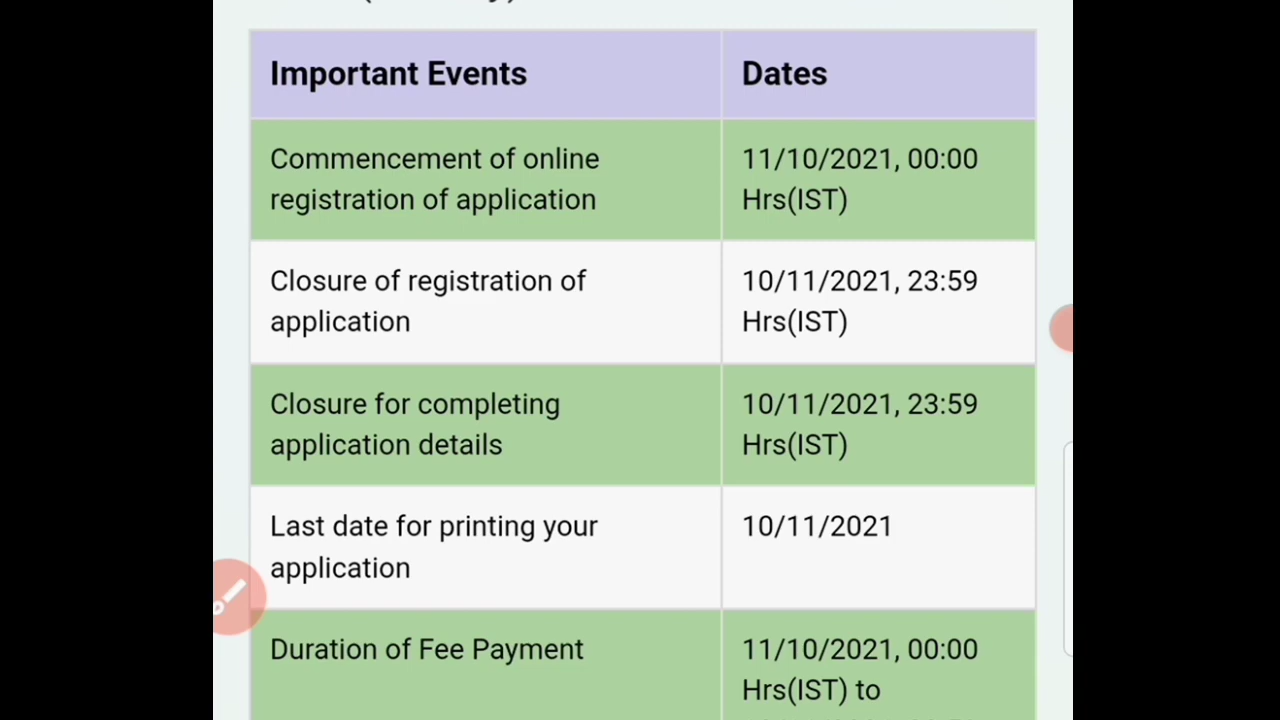 Important Events
Dates
Commencement of online
registration of application
11/10/2021, 00:00
Hrs(IST)
Closure of registration of
application
10/11/2021, 23:59
Hrs(IST)
Closure for completing
application details
10/11/2021, 23:59
Hrs(IST)
Last date for printing your
application
10/11/2021
Duration of Fee Payment
11/10/2021, 00:00
Hrs(IST) to